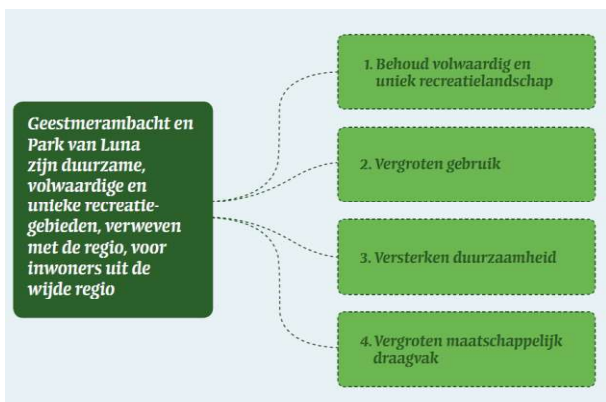 Geestmerambacht en
Park van Luna
zijn duurzame,
volwaardige en
unieke recreatie-
gebieden, verweven
met de regio, voor
inwoners uit de
wijde regio
1. Behoud volwaardig en
uniek recreatielandschap
2. Vergroten gebruik
3. Versterken duurzaamheid
4. Vergroten maatschappelijk
draagvak